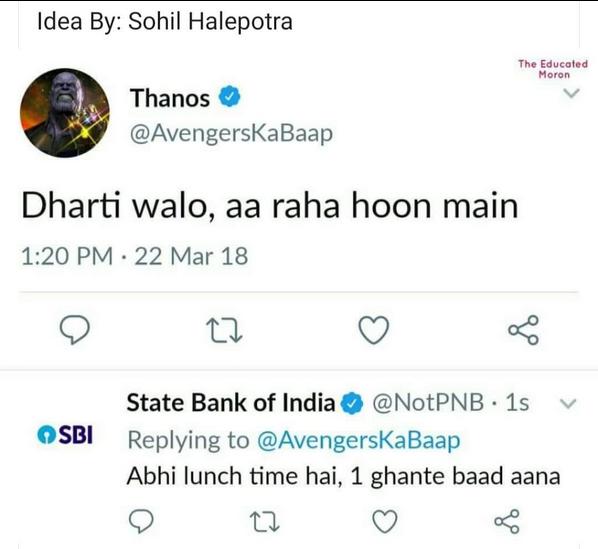 Idea By: Sohil Halepotra
The Educated
Moron
Thanos
@AvengersKaBaap
Dharti walo, aa raha hoon main
1:20 PM · 22 Mar 18
State Bank of India @NotPNB · 1s
SBI
Replying to @AvengersKaBaap
Abhi lunch time hai, 1 ghante baad aana